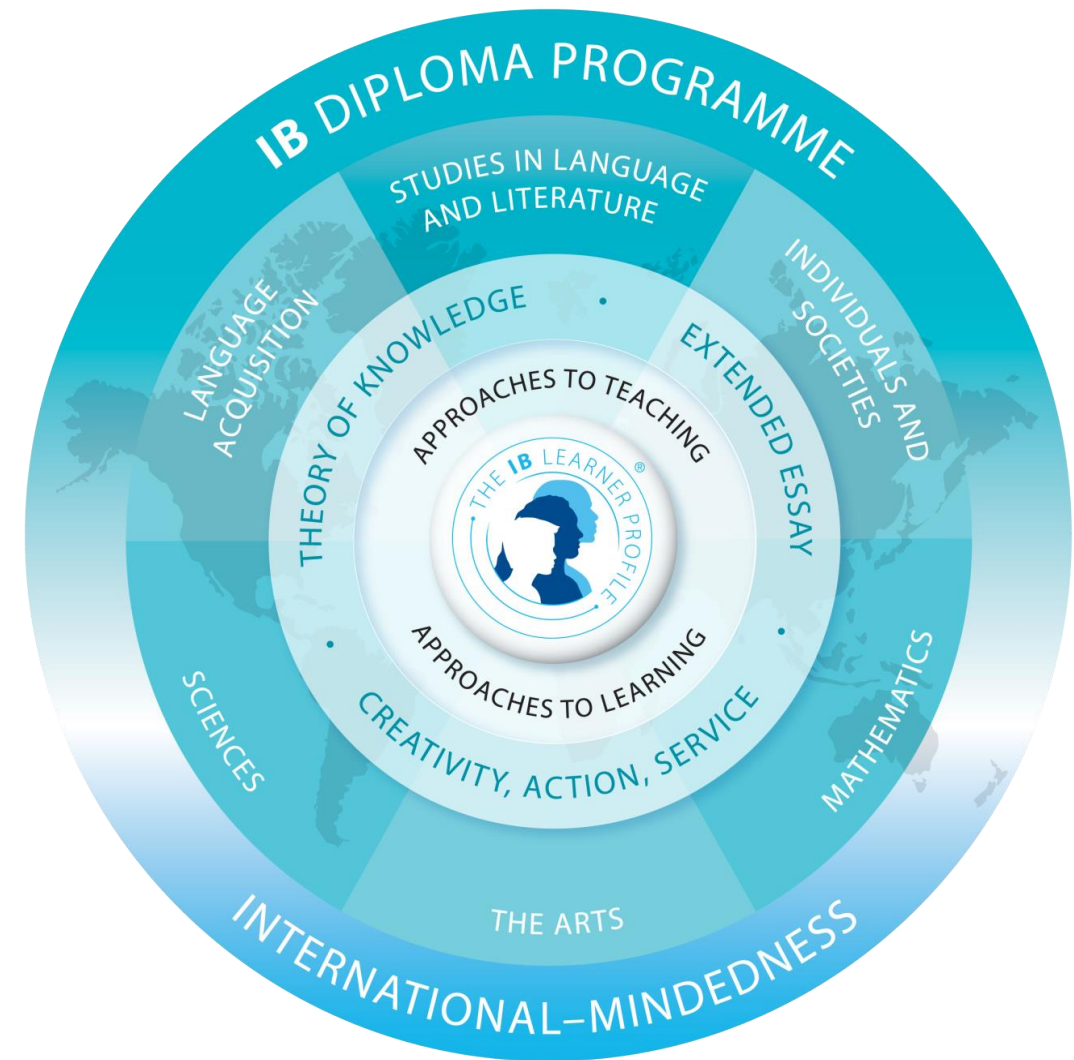 IB DIPLOMA PROGRAMME
STUDIES IN LANGUAGE
AND LITERATURE
LANGUAGE
ACQUISITION
INDIVIDUALS AND
SOCIETIES
THEORY OF KNOWLEDGE
•
EXTENDED ESSAY
APPROACHES TO TEACHING
• THE IB LEARNER PROFILE • ®
APPROACHES TO LEARNING
•
CREATIVITY, ACTION, SERVICE
•
SCIENCES
MATHEMATICS
THE ARTS
INTERNATIONAL–MINDEDNESS